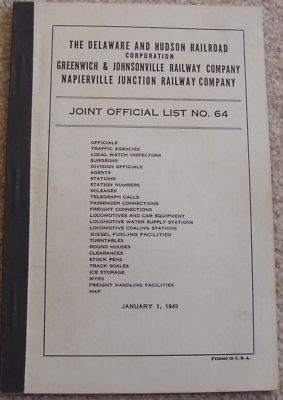 THE DELAWARE AND HUDSON RAILROAD
CORPORATION
GREENWICH & JOHNSONVILLE RAILWAY COMPANY
NAPIERVILLE JUNCTION RAILWAY COMPANY
JOINT OFFICIAL LIST NO. 64
OFFICIALS
TRAFFIC AGENCIES
LOCAL WATCH INSPECTORS
SURGEONS
DIVISION OFFICIALS
AGENTS
STATIONS
STATION NUMBERS
MILEAGES
TELEGRAPH CALLS
PASSENGER CONNECTIONS
FREIGHT CONNECTIONS
LOCOMOTIVES AND CAR EQUIPMENT
LOCOMOTIVE WATER SUPPLY STATIONS
LOCOMOTIVE COALING STATIONS
DIESEL FUELING FACILITIES
TURNTABLES
ROUND HOUSES
CLEARANCES
STOCK PENS
TRACK SCALES
ICE STORAGE
WYES
FREIGHT HANDLING FACILITIES
MAP
JANUARY 1, 1949
Printed in U. S. A.